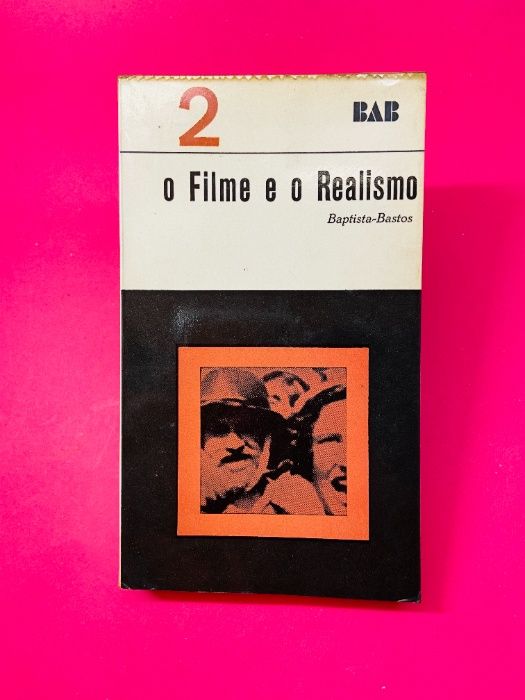 2
BAB
o Filme e o Realismo
Baptista-Bastos